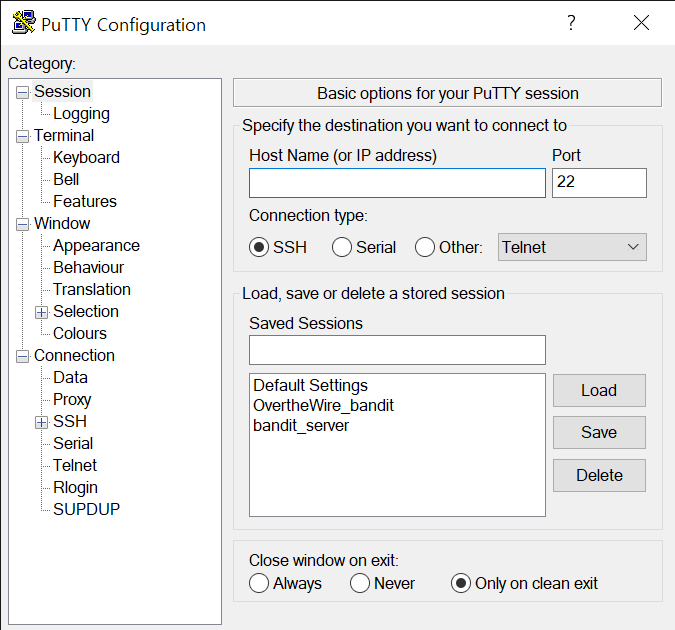 PuTTY Configuration
?
Category:
Session
Logging
Terminal
Keyboard
Bell
Features
Window
Appearance
Behaviour
Translation
Selection
Colours
Connection
Data
Proxy
SSH
Serial
Telnet
Rlogin
SUPDUP
Basic options for your PuTTY session
Specify the destination you want to connect to
Host Name (or IP address) Port
22
Connection type:
SSH Serial Other: Telnet
Load, save or delete a stored session
Saved Sessions
Default Settings
OvertheWire_bandit
bandit_server
Load
Save
Delete
Close window on exit:
Always Never Only on clean exit